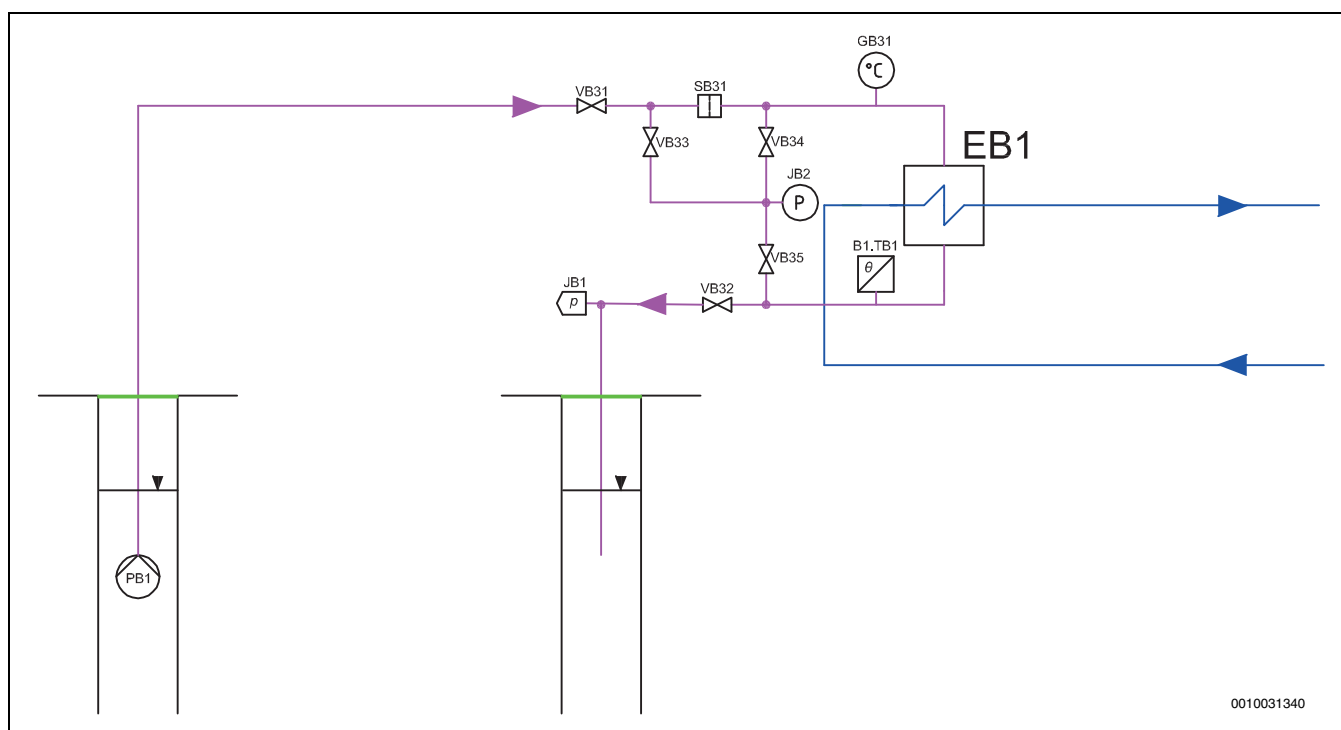 GB31
°C
SB31
VB31
VB33
VB34
EB1
JB2
P
B1.TB1
θ
VB35
JB1
p
VB32
PB1
0010031340